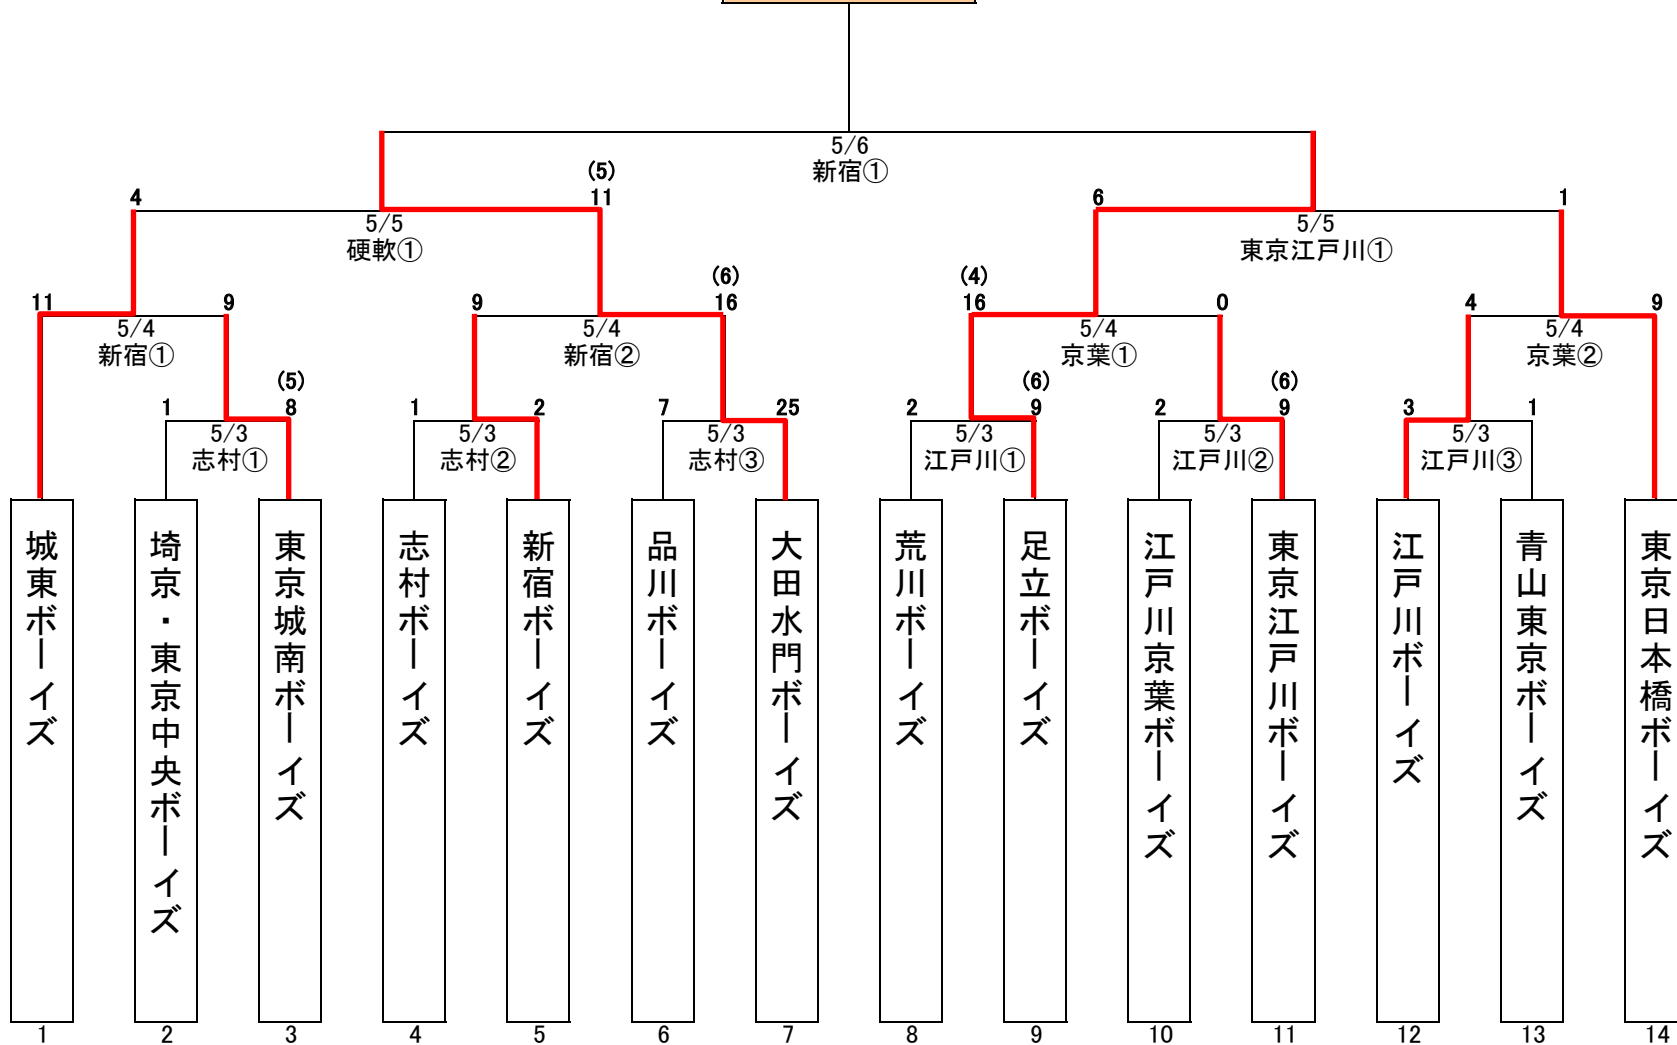 5/6
新宿①
(5)
4
11
6
1
5/5
硬軟①
5/5
東京江戸川①
(6)
(4)
11
9
9
16
16
0
4
9
5/4
新宿①
5/4
新宿②
5/4
京葉①
5/4
京葉②
(5)
(6)
(6)
1
8
1
2
7
25
2
9
2
9
3
1
5/3
志村①
5/3
志村②
5/3
志村③
5/3
江戸川①
5/3
江戸川②
5/3
江戸川③
城東ボーイズ
埼京・東京中央ボーイズ
東京城南ボーイズ
志村ボーイズ
新宿ボーイズ
品川ボーイズ
大田水門ボーイズ
荒川ボーイズ
足立ボーイズ
江戸川京葉ボーイズ
東京江戸川ボーイズ
江戸川ボーイズ
青山東京ボーイズ
東京日本橋ボーイズ
1
2
3
4
5
6
7
8
9
10
11
12
13
14